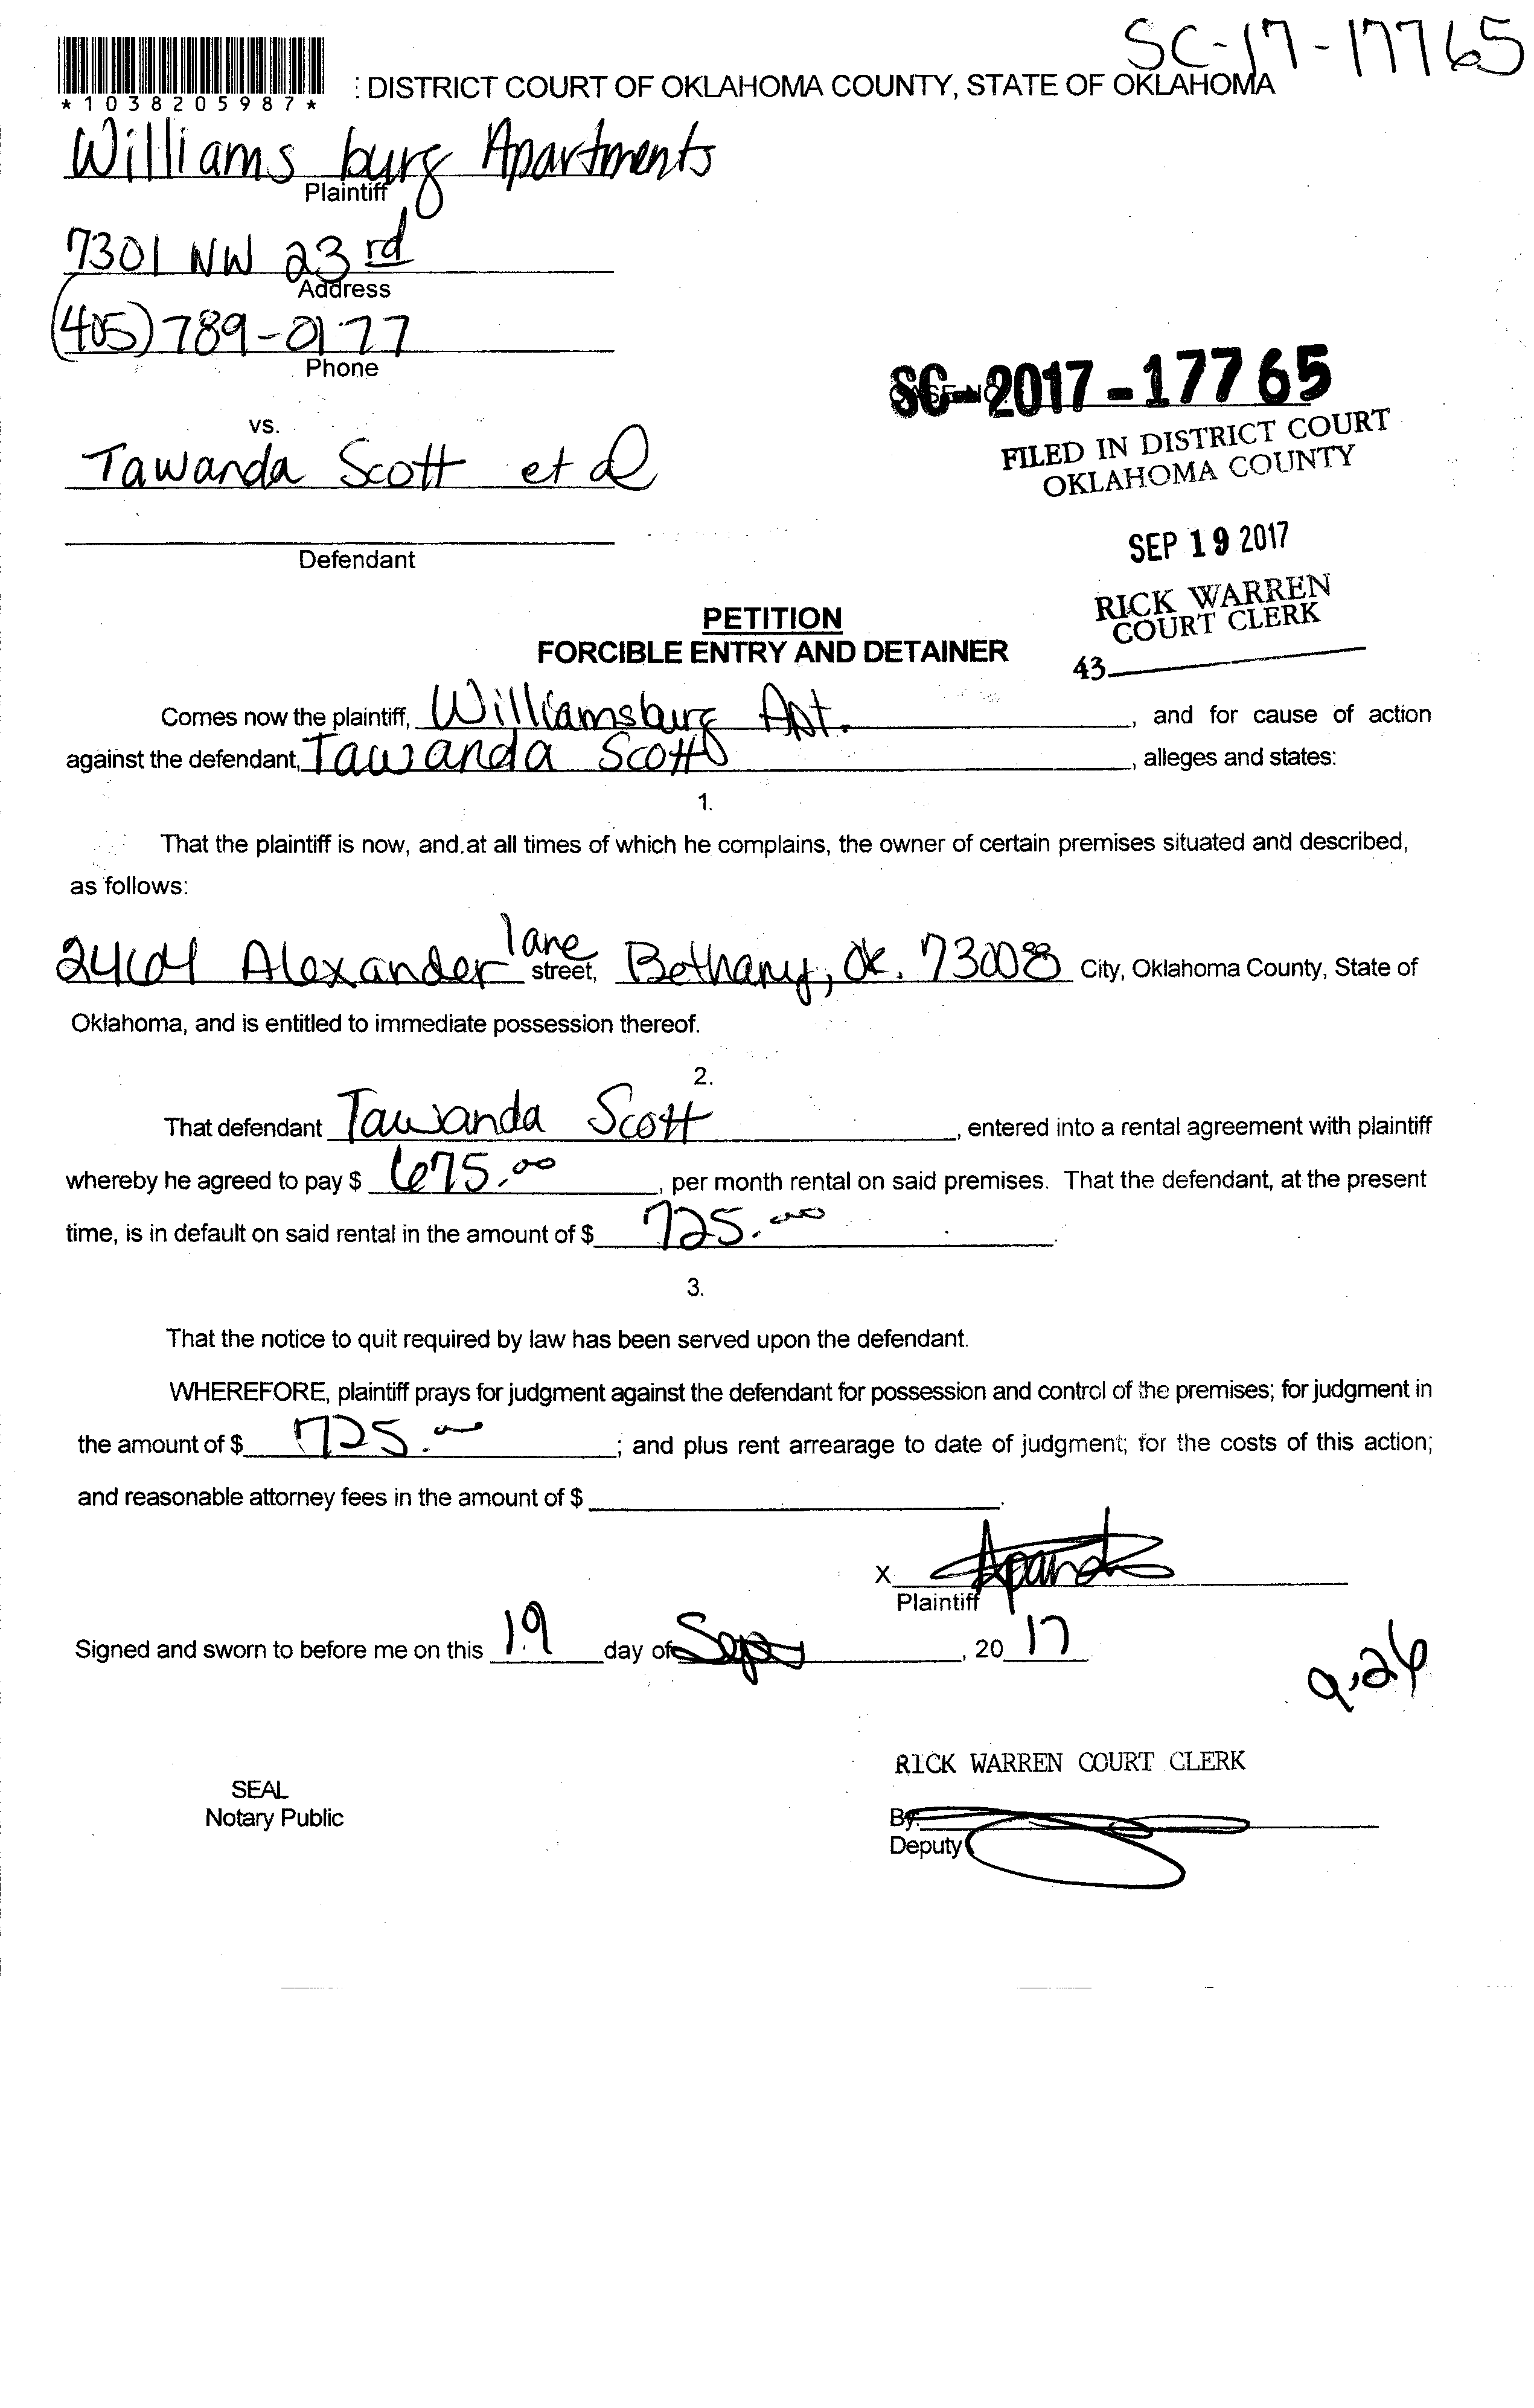 SC-17-17765
*1038205987*
: DISTRICT COURT OF OKLAHOMA COUNTY, STATE OF OKLAHOMA
Williams burg Apartments
Plaintiff
7301 NW 23rd
Address
(405) 789-0177
Phone
SC-2017-17765
vs.
FILED IN DISTRICT COURT
OKLAHOMA COUNTY
Tawanda Scott et al
SEP 19 2017
Defendant
RICK WARREN
COURT CLERK
43
PETITION
FORCIBLE ENTRY AND DETAINER
Comes now the plaintiff, Williamsburg Apt. , and for cause of action
against the defendant, Tawanda Scott , alleges and states:
1.
That the plaintiff is now, and at all times of which he complains, the owner of certain premises situated and described,
as follows:
Alexander lane street, Bethany, Ok. 73008 City, Oklahoma County, State of
Oklahoma, and is entitled to immediate possession thereof.
2.
That defendant Tawanda Scott , entered into a rental agreement with plaintiff
whereby he agreed to pay $ 675.00 , per month rental on said premises. That the defendant, at the present
time, is in default on said rental in the amount of $ 725.00 .
3.
That the notice to quit required by law has been served upon the defendant.
WHEREFORE, plaintiff prays for judgment against the defendant for possession and control of the premises; for judgment in
the amount of $ 725.00 ; and plus rent arrearage to date of judgment; for the costs of this action;
and reasonable attorney fees in the amount of $ .
X
Plaintiff
Signed and sworn to before me on this 19 day of Sep , 20 17
9.26
RICK WARREN COURT CLERK
SEAL
Notary Public
By:
Deputy